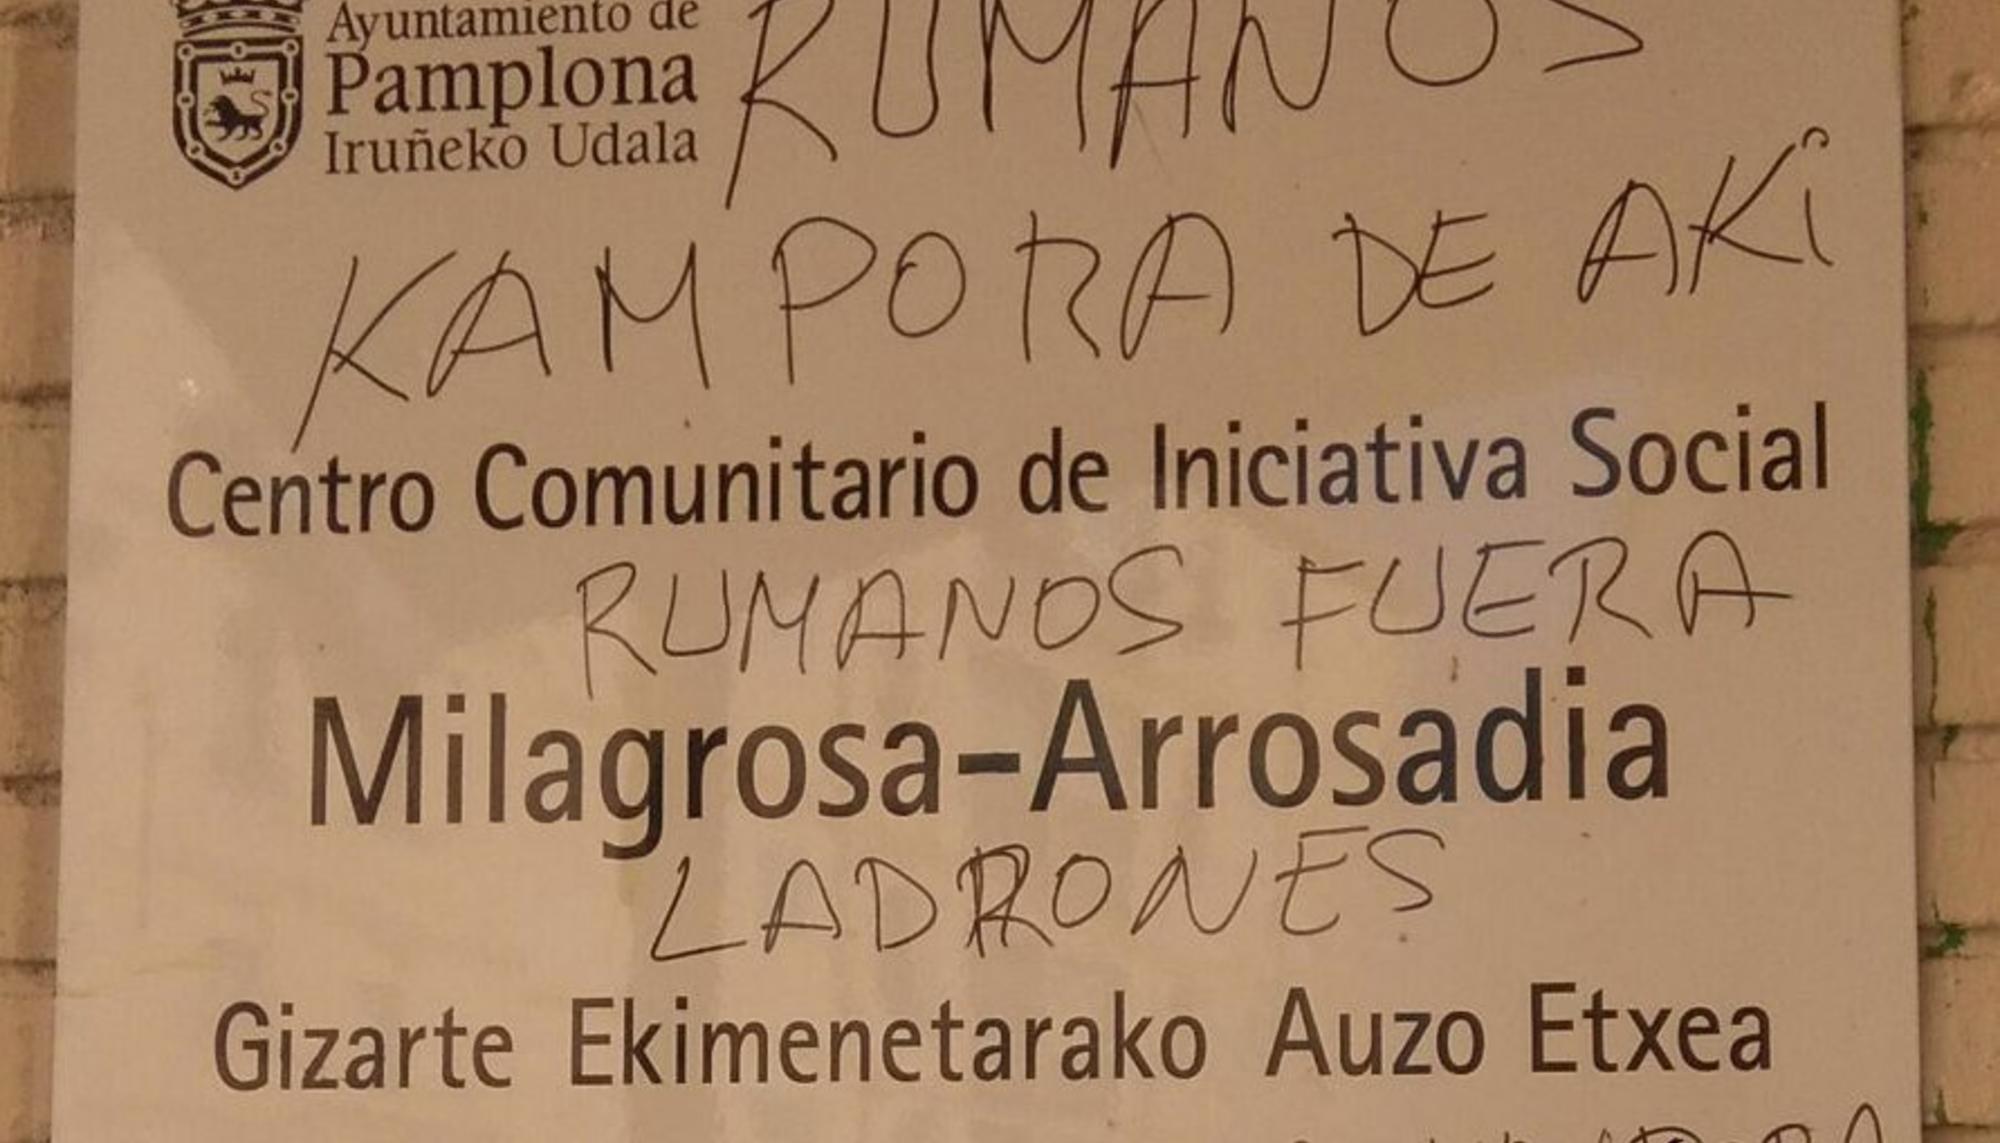 Ayuntamiento de
Pamplona
Iruñeko Udala
RUMANOS
KAMPORA DE AKí
Centro Comunitario de Iniciativa Social
RUMANOS FUERA
Milagrosa-Arrosadia
LADRONES
Gizarte Ekimenetarako Auzo Etxea